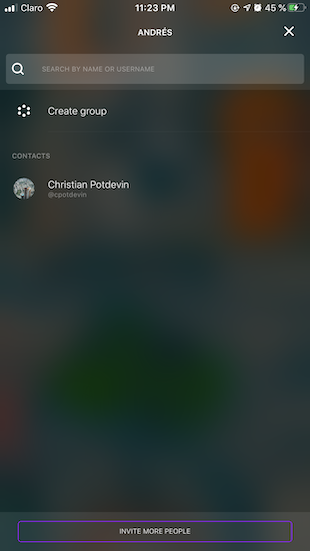 Claro 11:23 PM 45 %
ANDRÉS
SEARCH BY NAME OR USERNAME
Create group
CONTACTS
Christian Potdevin
@cpotdevin
INVITE MORE PEOPLE